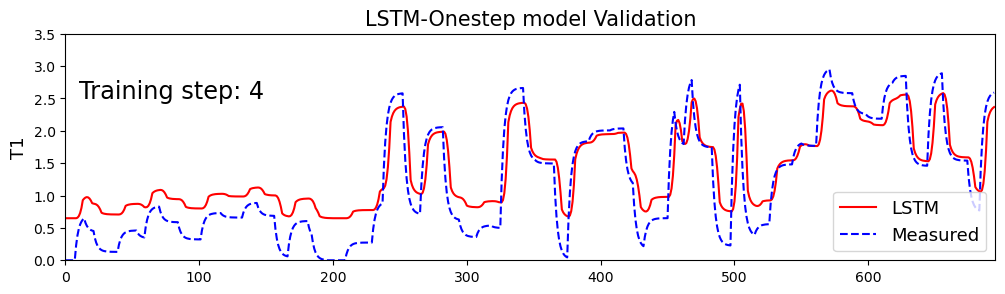 LSTM-Onestep model Validation
3.5
3.0
2.5
2.0
1.5
1.0
0.5
0.0
T1
Training step: 4
LSTM
Measured
0 100 200 300 400 500 600